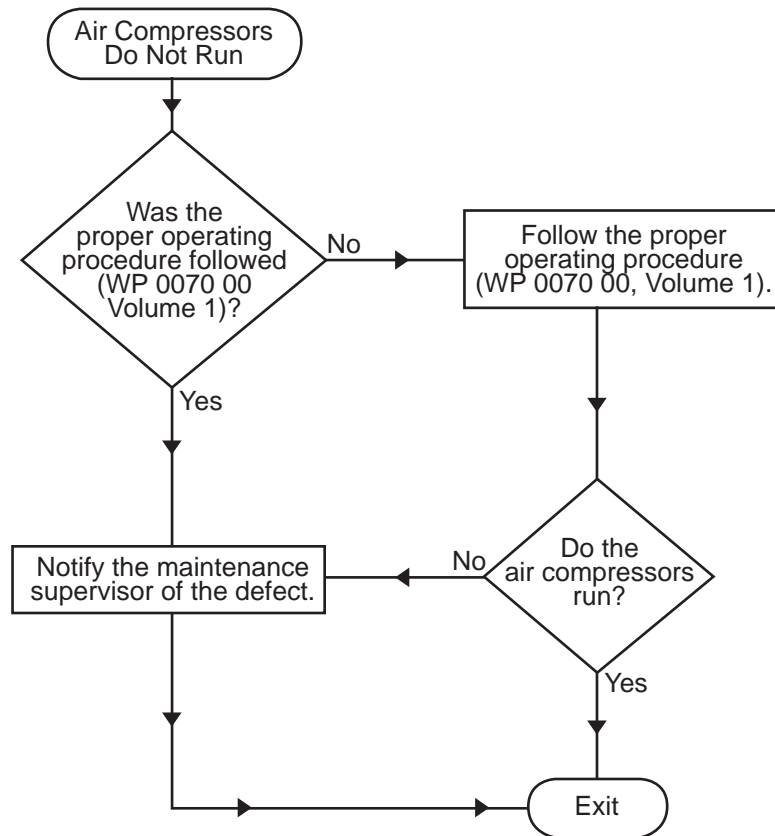 Air Compressors
Do Not Run
Was the
proper operating
procedure followed
(WP 0070 00
Volume 1)?
No
Follow the proper
operating procedure
(WP 0070 00, Volume 1).
Yes
Notify the maintenance
supervisor of the defect.
No
Do the
air compressors
run?
Yes
Exit